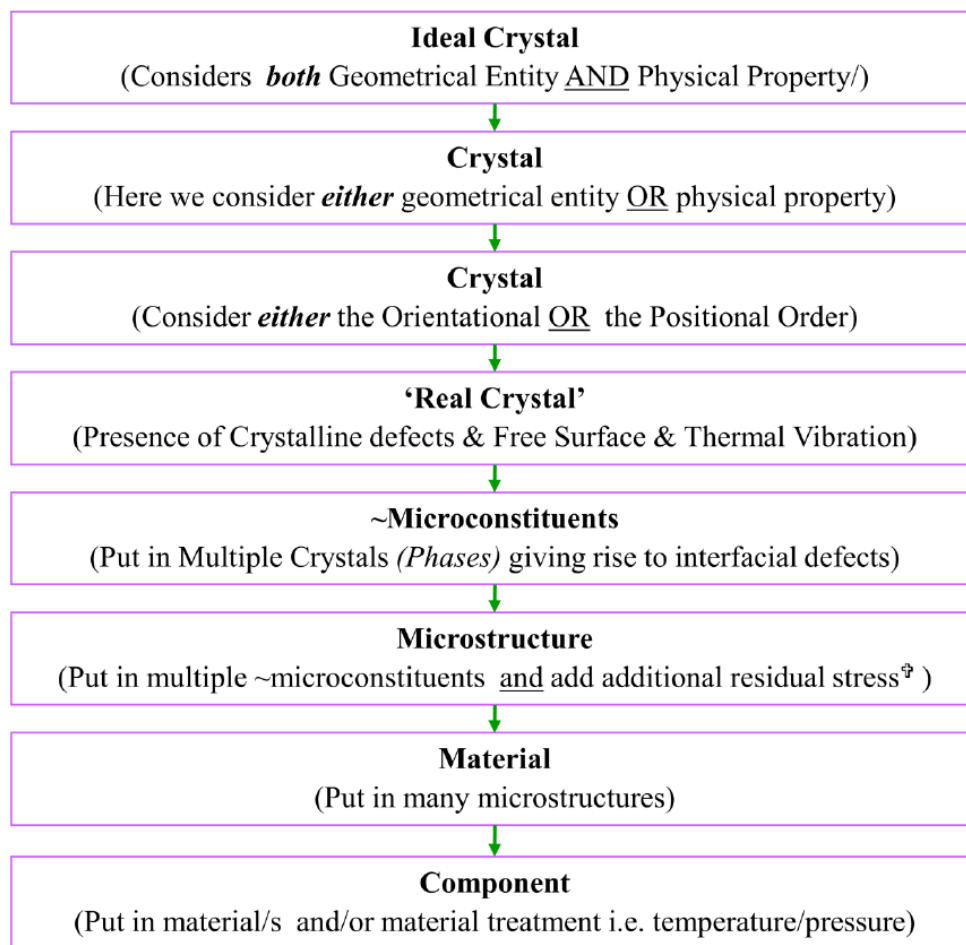 Ideal Crystal
(Considers both Geometrical Entity AND Physical Property/)
Crystal
(Here we consider either geometrical entity OR physical property)
Crystal
(Consider either the Orientational OR the Positional Order)
‘Real Crystal’
(Presence of Crystalline defects & Free Surface & Thermal Vibration)
~Microconstituents
(Put in Multiple Crystals (Phases) giving rise to interfacial defects)
Microstructure
(Put in multiple ~microconstituents and add additional residual stress✞ )
Material
(Put in many microstructures)
Component
(Put in material/s and/or material treatment i.e. temperature/pressure)